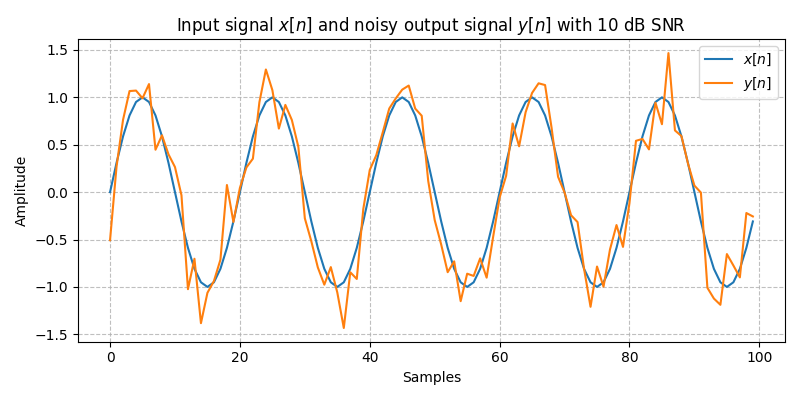 Input signal x[n] and noisy output signal y[n] with 10 dB SNR
x[n]
y[n]
Amplitude
1.5
1.0
0.5
0.0
−0.5
−1.0
−1.5
0 20 40 60 80 100
Samples